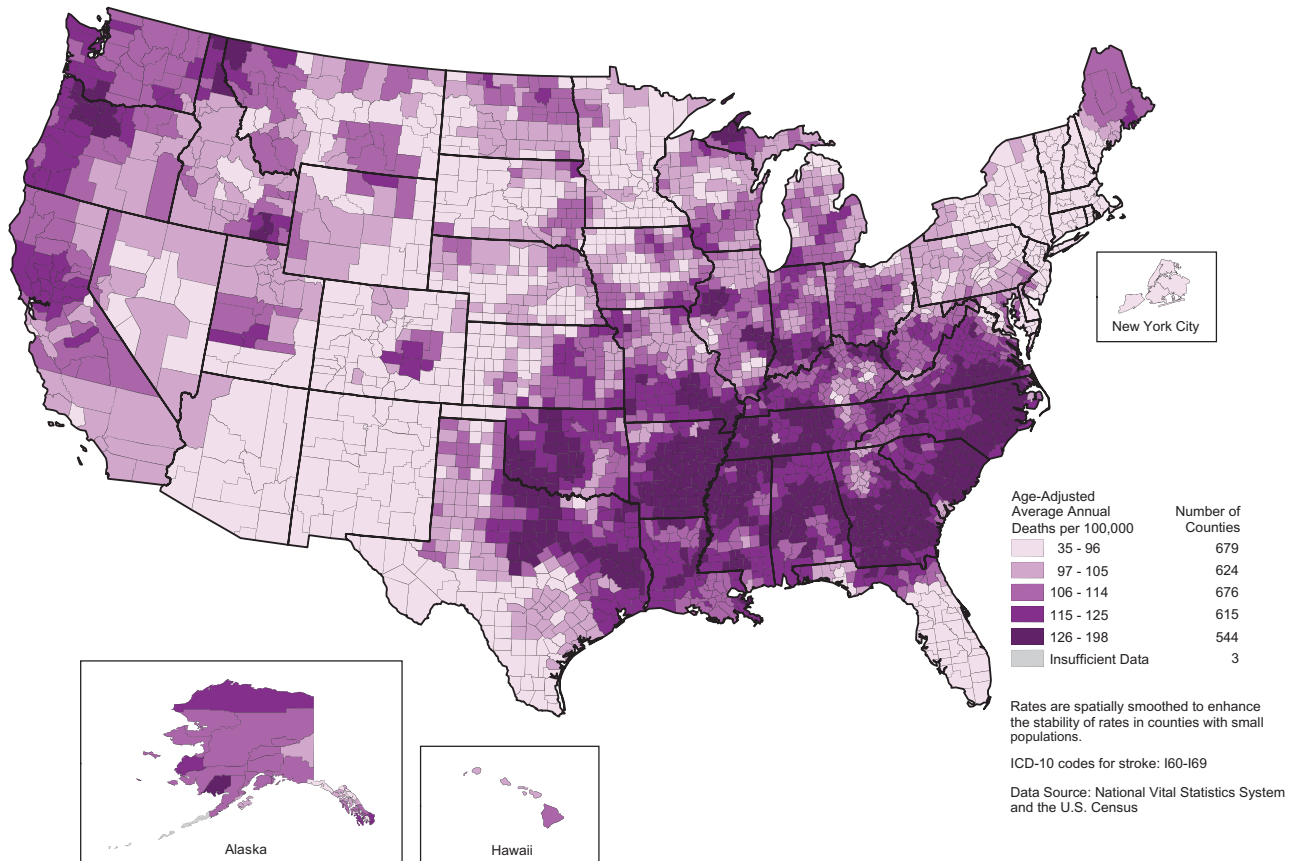 New York City
Age-Adjusted
Average Annual
Deaths per 100,000
Number of
Counties
35 - 96 679
97 - 105 624
106 - 114 676
115 - 125 615
126 - 198 544
Insufficient Data 3
Rates are spatially smoothed to enhance
the stability of rates in counties with small
populations.
ICD-10 codes for stroke: I60-I69
Data Source: National Vital Statistics System
and the U.S. Census
Alaska
Hawaii